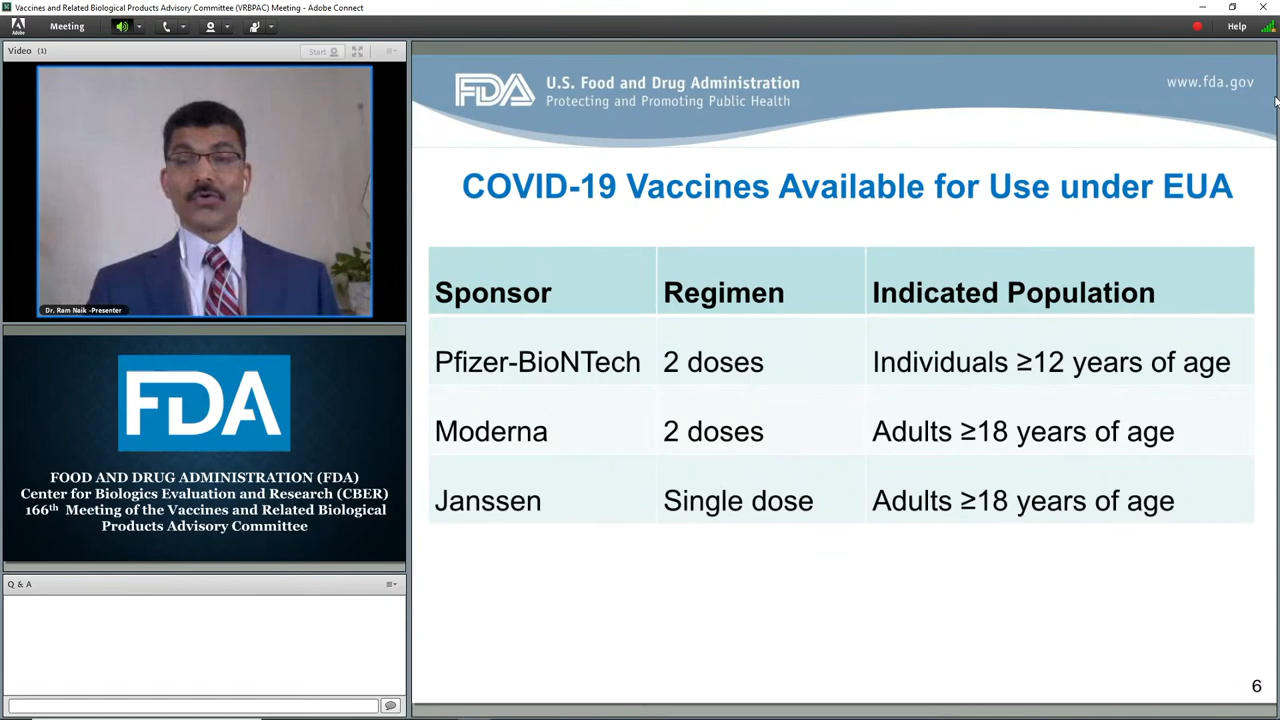 Vaccines and Related Biological Products Advisory Committee (VRBPAC) Meeting - Adobe Connect
Adobe
Meeting
Help
Video (1)
Start
Dr. Ram Naik -Presenter
FDA
FOOD AND DRUG ADMINISTRATION (FDA)
Center for Biologics Evaluation and Research (CBER)
166th Meeting of the Vaccines and Related Biological
Products Advisory Committee
Q & A
FDA
U.S. Food and Drug Administration
Protecting and Promoting Public Health
www.fda.gov
COVID-19 Vaccines Available for Use under EUA
Sponsor Regimen Indicated Population
Pfizer-BioNTech 2 doses Individuals ≥12 years of age
Moderna 2 doses Adults ≥18 years of age
Janssen Single dose Adults ≥18 years of age
6